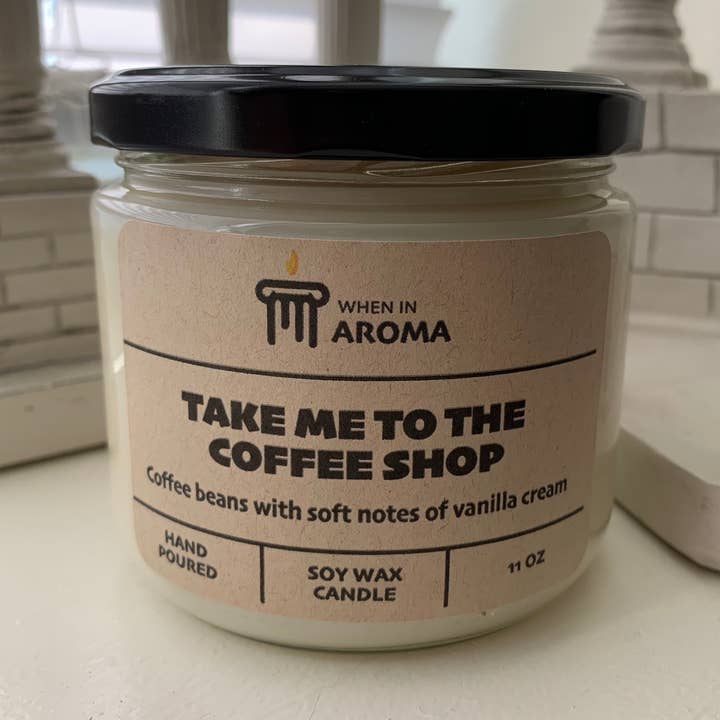 WHEN IN
AROMA
TAKE ME TO THE
COFFEE SHOP
Coffee beans with soft notes of vanilla cream
HAND
POURED
SOY WAX
CANDLE
11 OZ